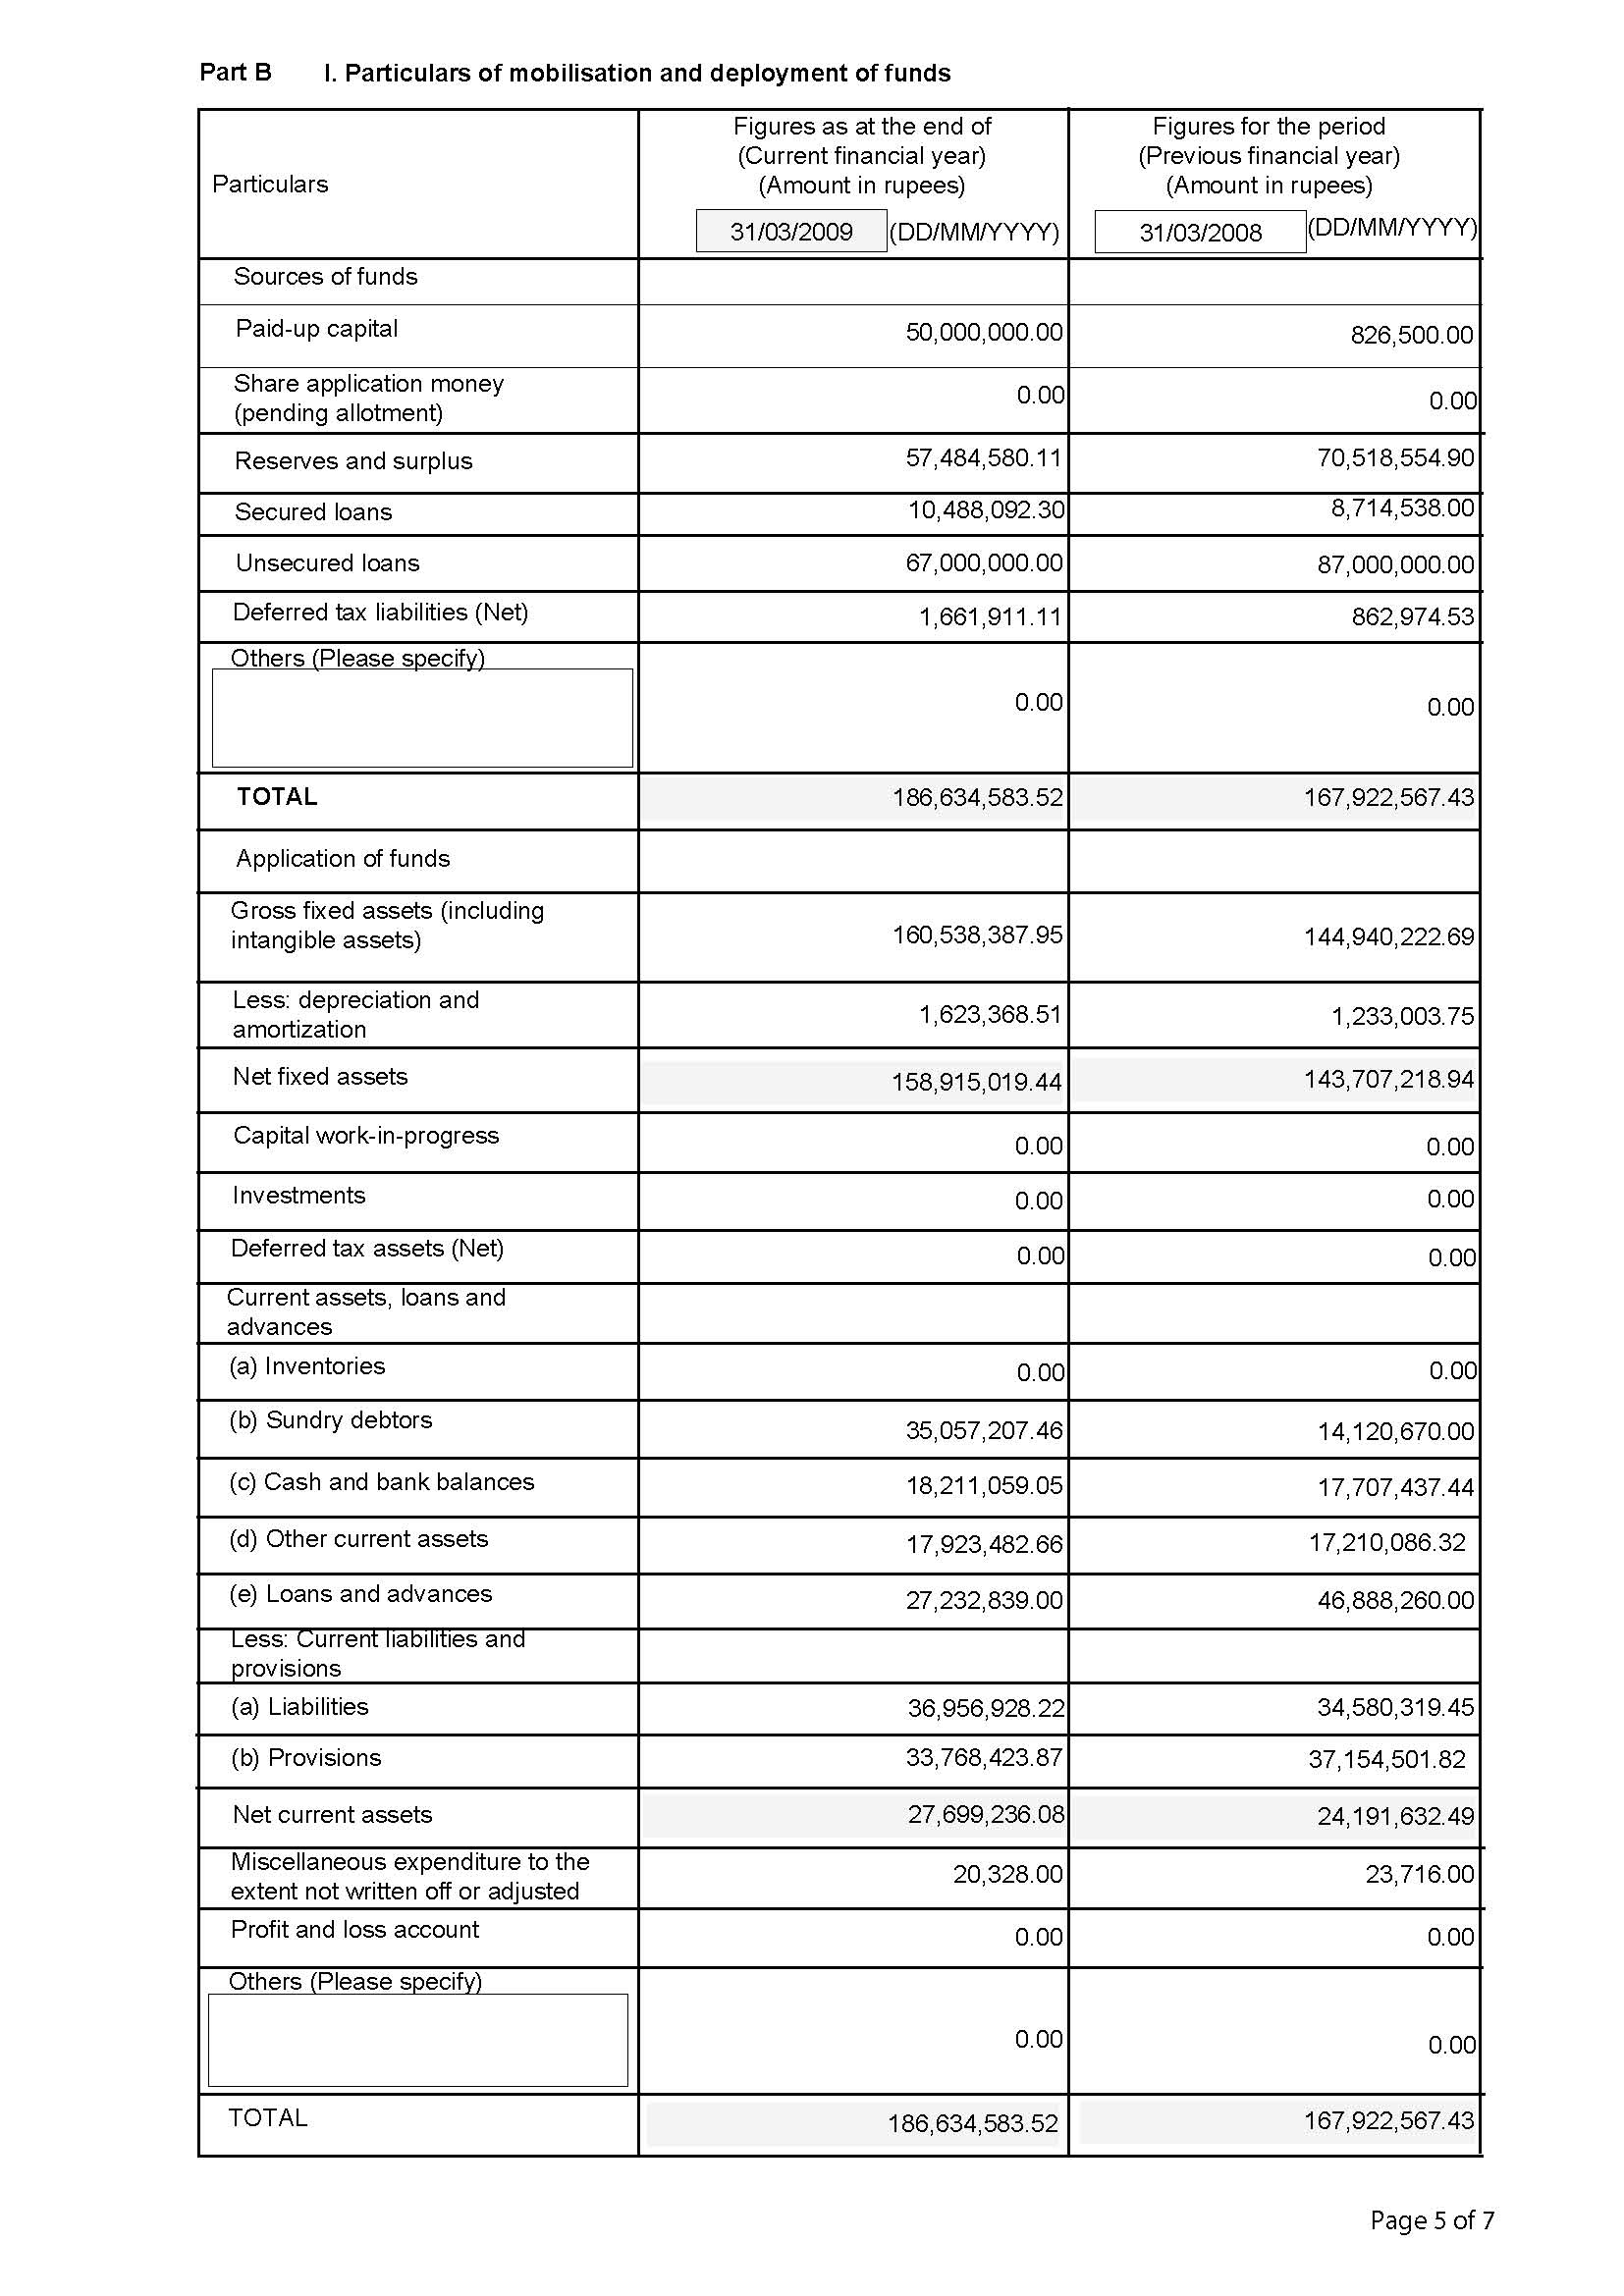 Part B I. Particulars of mobilisation and deployment of funds
Particulars
Figures as at the end of
(Current financial year)
(Amount in rupees)
31/03/2009 (DD/MM/YYYY)
Figures for the period
(Previous financial year)
(Amount in rupees)
31/03/2008 (DD/MM/YYYY)
Sources of funds
Paid-up capital 50,000,000.00 826,500.00
Share application money
(pending allotment) 0.00 0.00
Reserves and surplus 57,484,580.11 70,518,554.90
Secured loans 10,488,092.30 8,714,538.00
Unsecured loans 67,000,000.00 87,000,000.00
Deferred tax liabilities (Net) 1,661,911.11 862,974.53
Others (Please specify)
0.00 0.00
TOTAL 186,634,583.52 167,922,567.43
Application of funds
Gross fixed assets (including
intangible assets) 160,538,387.95 144,940,222.69
Less: depreciation and
amortization 1,623,368.51 1,233,003.75
Net fixed assets 158,915,019.44 143,707,218.94
Capital work-in-progress 0.00 0.00
Investments 0.00 0.00
Deferred tax assets (Net) 0.00 0.00
Current assets, loans and
advances
(a) Inventories 0.00 0.00
(b) Sundry debtors 35,057,207.46 14,120,670.00
(c) Cash and bank balances 18,211,059.05 17,707,437.44
(d) Other current assets 17,923,482.66 17,210,086.32
(e) Loans and advances 27,232,839.00 46,888,260.00
Less: Current liabilities and
provisions
(a) Liabilities 36,956,928.22 34,580,319.45
(b) Provisions 33,768,423.87 37,154,501.82
Net current assets 27,699,236.08 24,191,632.49
Miscellaneous expenditure to the
extent not written off or adjusted 20,328.00 23,716.00
Profit and loss account 0.00 0.00
Others (Please specify)
0.00 0.00
TOTAL 186,634,583.52 167,922,567.43
Page 5 of 7